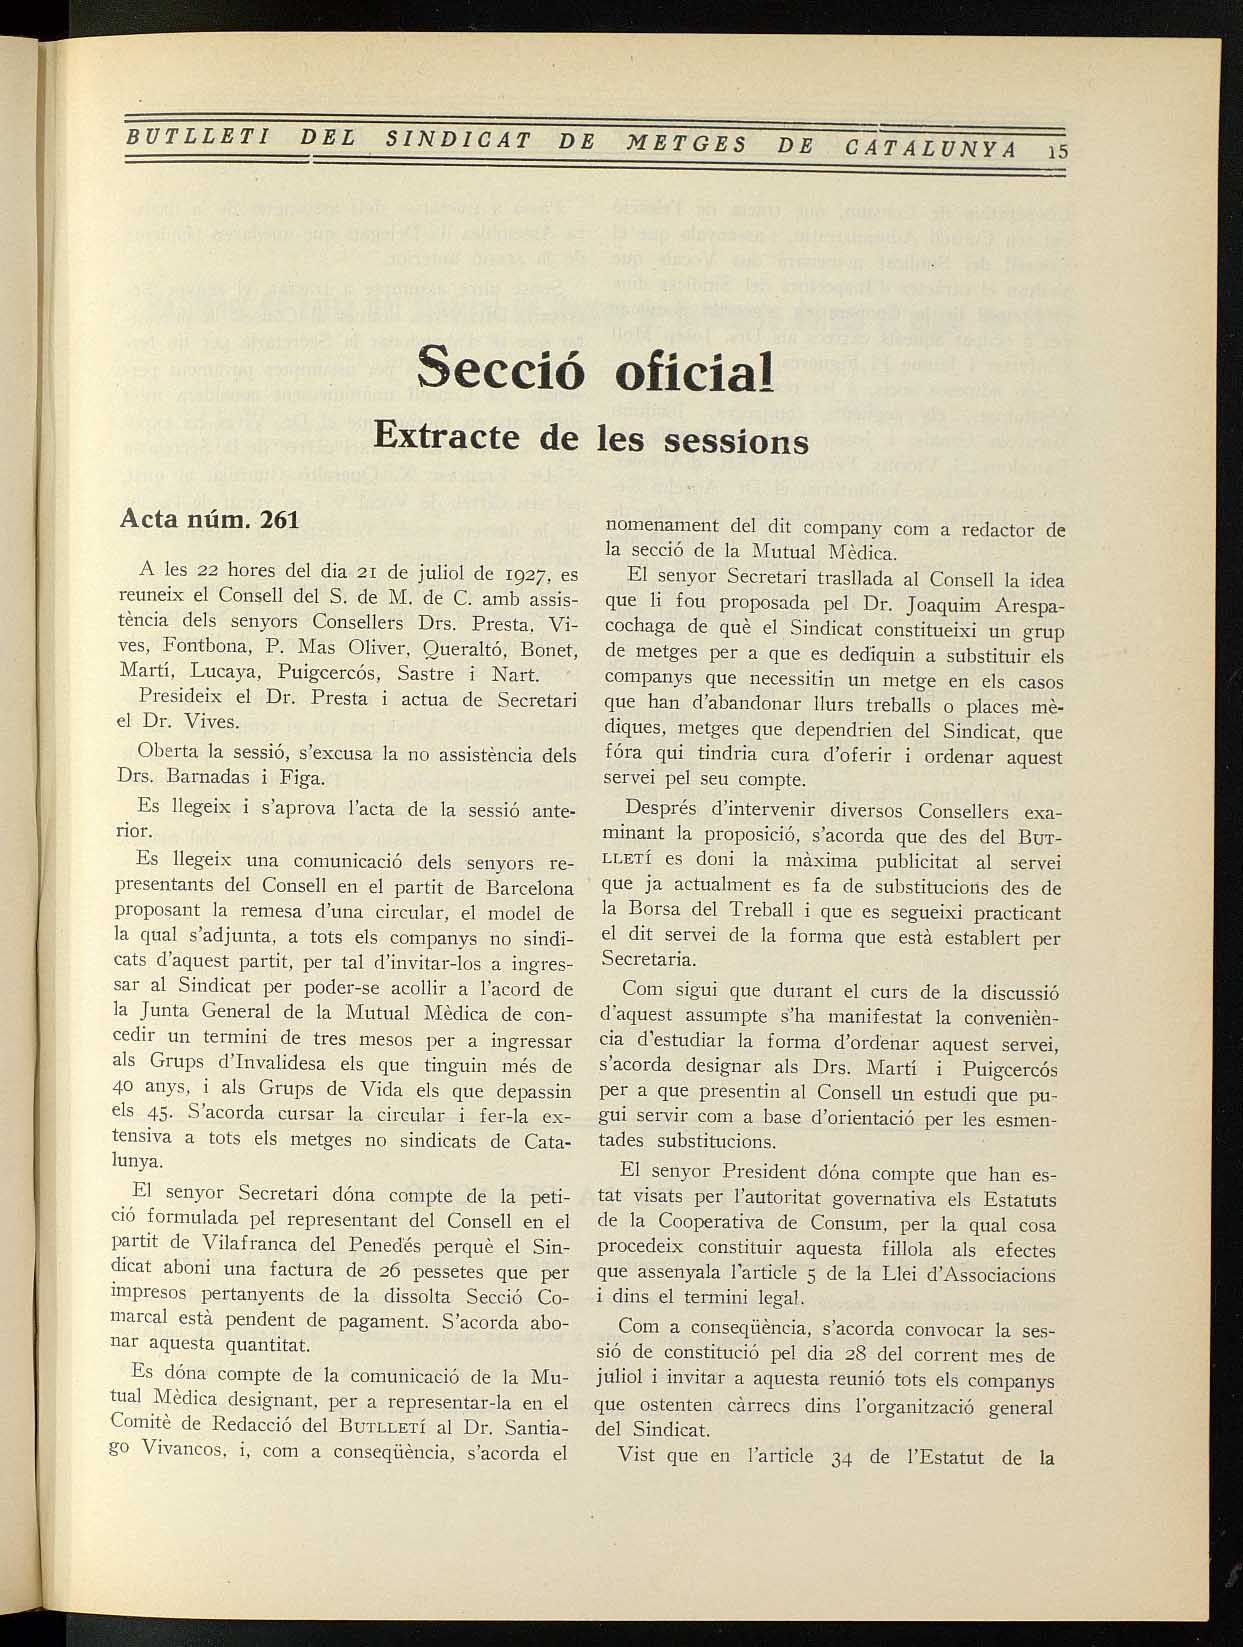 BUTLLETI DEL SINDICAT DE METGES DE CATALUNYA 15
Secció oficial
Extracte de les sessions
Acta núm. 261
A les 22 hores del dia 21 de juliol de 1927, es
reuneix el Consell del S. de M. de C. amb assis-
tència dels senyors Consellers Drs. Presta, Vi-
ves, Fontbona, P. Mas Oliver, Queraltó, Bonet,
Martí, Lucaya, Puigcercós, Sastre i Nart.
Presideix el Dr. Presta i actua de Secretari
el Dr. Vives.
Oberta la sessió, s'excusa la no assistència dels
Drs. Barnadas i Figa.
Es llegeix i s'aprova l'acta de la sessió ante-
rior.
Es llegeix una comunicació dels senyors re-
presentants del Consell en el partit de Barcelona
proposant la remesa d'una circular, el model de
la qual s'adjunta, a tots els companys no sindi-
cats d'aquest partit, per tal d'invitar-los a ingres-
sar al Sindicat per poder-se acollir a l'acord de
la Junta General de la Mutual Mèdica de con-
cedir un termini de tres mesos per a ingressar
als Grups d'Invalidesa els que tinguin més de
40 anys, i als Grups de Vida els que depassin
els 45. S'acorda cursar la circular i fer-la ex-
tensiva a tots els metges no sindicats de Cata-
lunya.
El senyor Secretari dóna compte de la peti-
ció formulada pel representant del Consell en el
partit de Vilafranca del Penedés perquè el Sin-
dicat aboni una factura de 26 pessetes que per
impresos pertanyents de la dissolta Secció Co-
marcal està pendent de pagament. S'acorda abo-
nar aquesta quantitat.
Es dóna compte de la comunicació de la Mu-
tual Mèdica designant, per a representar-la en el
Comitè de Redacció del BUTLLETÍ al Dr. Santia-
go Vivancos, i, com a conseqüència, s'acorda el
nomenament del dit company com a redactor de
la secció de la Mutual Mèdica.
El senyor Secretari trasllada al Consell la idea
que li fou proposada pel Dr. Joaquim Arespa-
cochaga de què el Sindicat constitueixi un grup
de metges per a que es dediquin a substituir els
companys que necessitin un metge en els casos
que han d'abandonar llurs treballs o places mè-
diques, metges que dependrien del Sindicat, que
fóra qui tindria cura d'oferir i ordenar aquest
servei pel seu compte.
Després d'intervenir diversos Consellers exa-
minant la proposició, s'acorda que des del BUT-
LLETÍ es doni la màxima publicitat al servei
que ja actualment es fa de substitucions des de
la Borsa del Treball i que es segueixi practicant
el dit servei de la forma que està establert per
Secretaria.
Com sigui que durant el curs de la discussió
d'aquest assumpte s'ha manifestat la convenièn-
cia d'estudiar la forma d'ordenar aquest servei,
s'acorda designar als Drs. Martí i Puigcercós
per a que presentin al Consell un estudi que pu-
gui servir com a base d'orientació per les esmen-
tades substitucions.
El senyor President dóna compte que han es-
tat visats per l'autoritat governativa els Estatuts
de la Cooperativa de Consum, per la qual cosa
procedeix constituir aquesta fillola als efectes
que assenyala l'article 5 de la Llei d'Associacions
i dins el termini legal.
Com a conseqüència, s'acorda convocar la ses-
sió de constitució pel dia 28 del corrent mes de
juliol i invitar a aquesta reunió tots els companys
que ostenten càrrecs dins l'organització general
del Sindicat.
Vist que en l'article 34 de l'Estatut de la